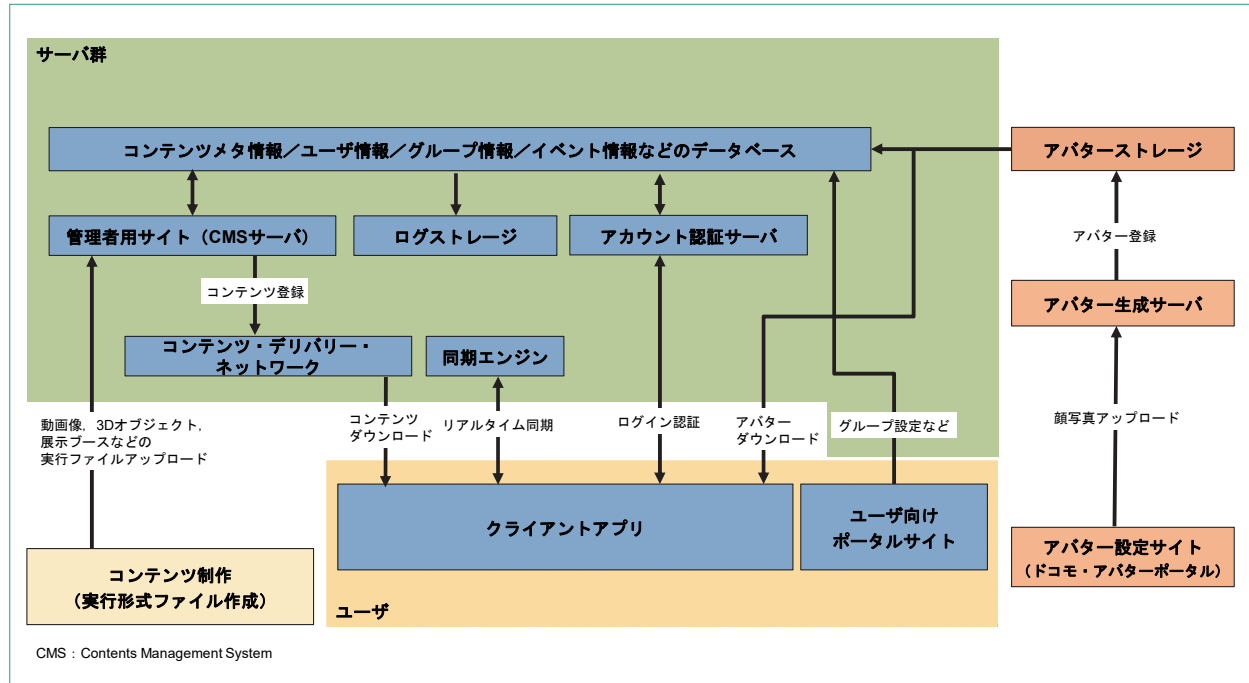 サーバ群
コンテンツメタ情報／ユーザ情報／グループ情報／イベント情報などのデータベース
アバターストレージ
管理者用サイト（CMSサーバ）
ログストレージ
アカウント認証サーバ
アバター登録
コンテンツ登録
アバター生成サーバ
コンテンツ・デリバリー・
ネットワーク
同期エンジン
動画像，3Dオブジェクト，
展示ブースなどの
実行ファイルアップロード
コンテンツ
ダウンロード
リアルタイム同期
ログイン認証
アバター
ダウンロード
グループ設定など
顔写真アップロード
クライアントアプリ
ユーザ向け
ポータルサイト
アバター設定サイト
（ドコモ・アバターポータル）
コンテンツ制作
（実行形式ファイル作成）
ユーザ
CMS：Contents Management System